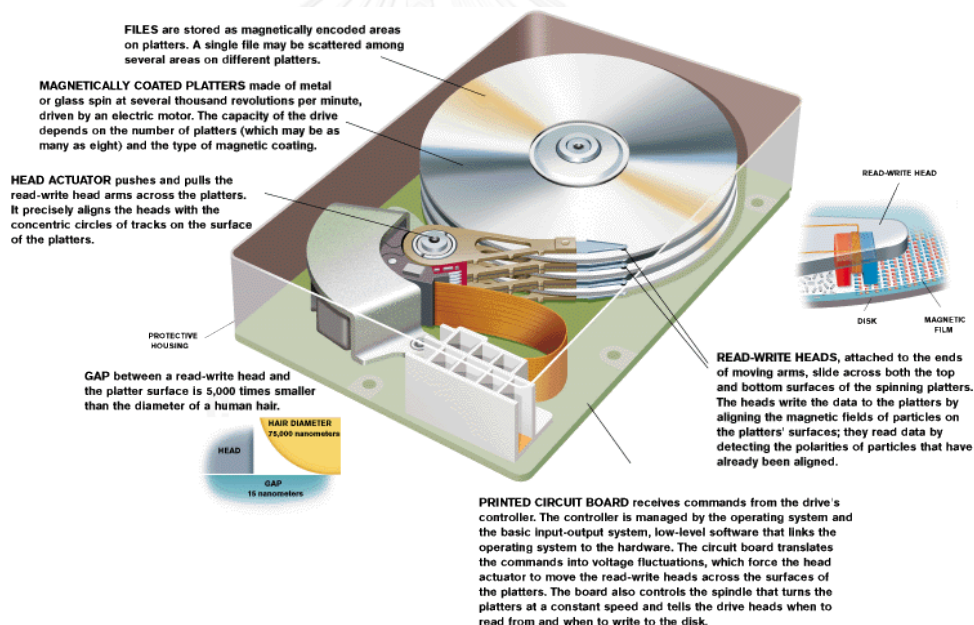 FILES are stored as magnetically encoded areas
on platters. A single file may be scattered among
several areas on different platters.
MAGNETICALLY COATED PLATTERS made of metal
or glass spin at several thousand revolutions per minute,
driven by an electric motor. The capacity of the drive
depends on the number of platters (which may be as
many as eight) and the type of magnetic coating.
HEAD ACTUATOR pushes and pulls the
read-write head arms across the platters.
It precisely aligns the heads with the
concentric circles of tracks on the surface
of the platters.
READ-WRITE HEAD
DISK
MAGNETIC
FILM
PROTECTIVE
HOUSING
GAP between a read-write head and
the platter surface is 5,000 times smaller
than the diameter of a human hair.
HAIR DIAMETER
75,000 nanometers
HEAD
GAP
15 nanometers
READ-WRITE HEADS, attached to the ends
of moving arms, slide across both the top
and bottom surfaces of the spinning platters.
The heads write the data to the platters by
aligning the magnetic fields of particles on
the platters' surfaces; they read data by
detecting the polarities of particles that have
already been aligned.
PRINTED CIRCUIT BOARD receives commands from the drive's
controller. The controller is managed by the operating system and
the basic input-output system, low-level software that links the
operating system to the hardware. The circuit board translates
the commands into voltage fluctuations, which force the head
actuator to move the read-write heads across the surfaces of
the platters. The board also controls the spindle that turns the
platters at a constant speed and tells the drive heads when to
read from and when to write to the disk.